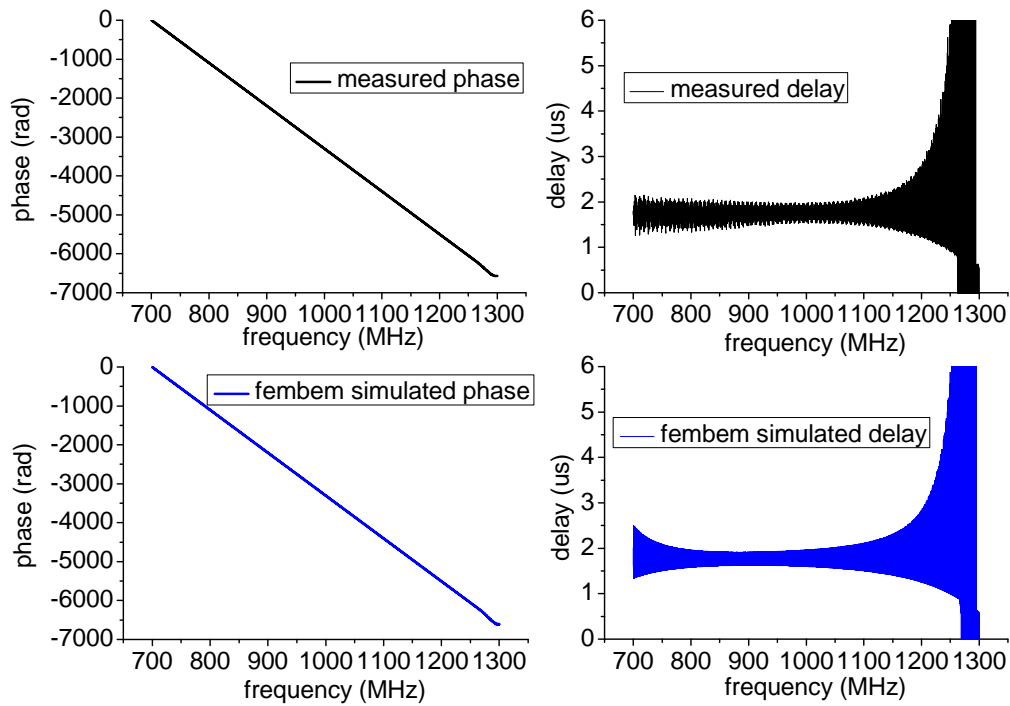 0
-1000
-2000
-3000
-4000
-5000
-6000
-7000
phase (rad)
measured phase
700 800 900 1000 1100 1200 1300
frequency (MHz)
6
5
4
3
2
1
0
delay (us)
measured delay
700 800 900 1000 1100 1200 1300
frequency (MHz)
0
-1000
-2000
-3000
-4000
-5000
-6000
-7000
phase (rad)
fembem simulated phase
700 800 900 1000 1100 1200 1300
frequency (MHz)
6
5
4
3
2
1
0
delay (us)
fembem simulated delay
700 800 900 1000 1100 1200 1300
frequency (MHz)